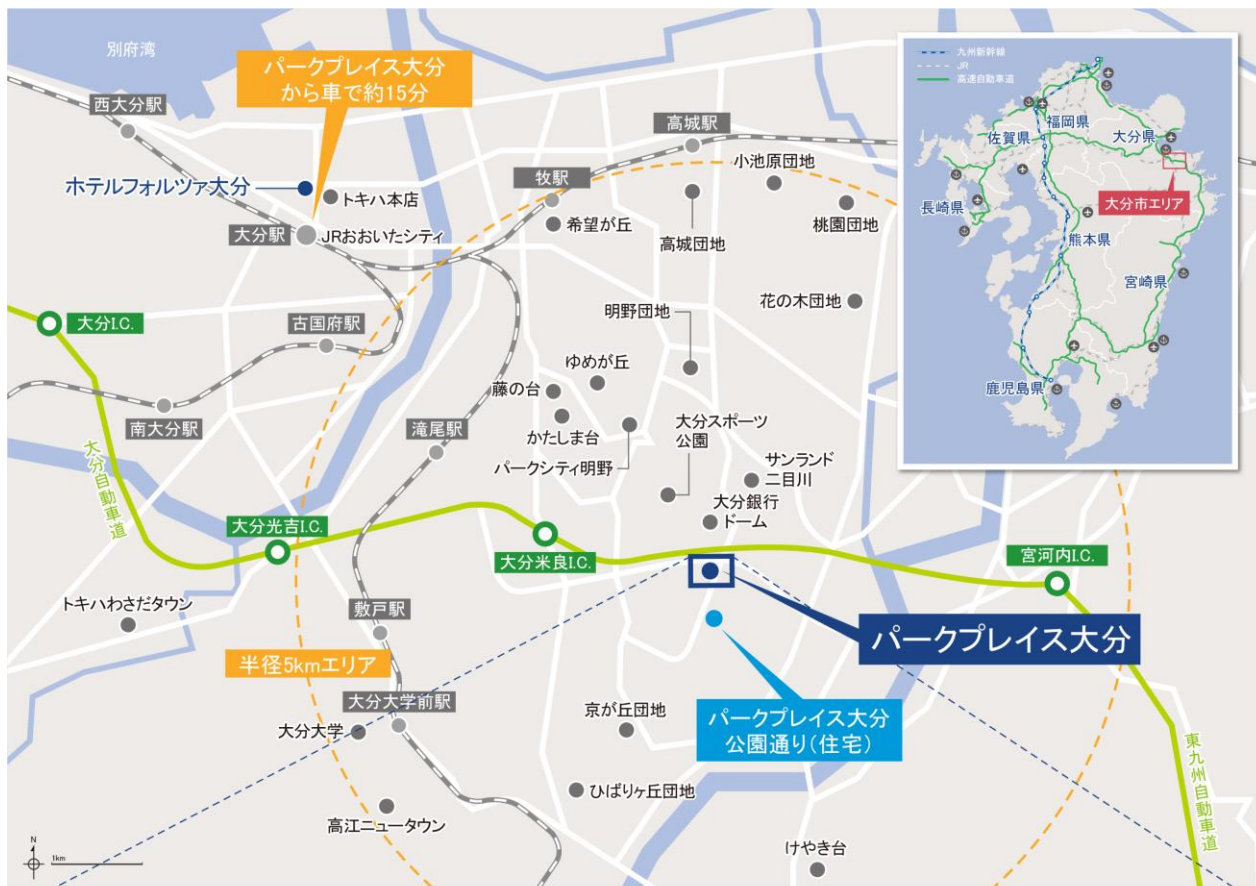 別府湾
パークプレイス大分
から車で約15分
西大分駅
高城駅
小池原団地
ホテルフォルツァ大分
トキハ本店
牧駅
希望が丘
高城団地
桃園団地
大分駅
JRおおいたシティ
大分I.C.
古国府駅
明野団地
花の木団地
ゆめが丘
藤の台
かたしま台
南大分駅
滝尾駅
大分スポーツ
公園
パークシティ明野
サンランド
二目川
大分銀行
ドーム
大分自動車道
大分光吉I.C.
大分米良I.C.
宮河内I.C.
トキハわさだタウン
敷戸駅
パークプレイス大分
半径5kmエリア
大分大学前駅
大分大学
京が丘団地
パークプレイス大分
公園通り(住宅)
ひばりヶ丘団地
高江ニュータウン
東九州自動車道
けやき台
N
1km
九州新幹線
JR
高速自動車道
福岡県
佐賀県
大分県
大分市エリア
長崎県
熊本県
宮崎県
鹿児島県